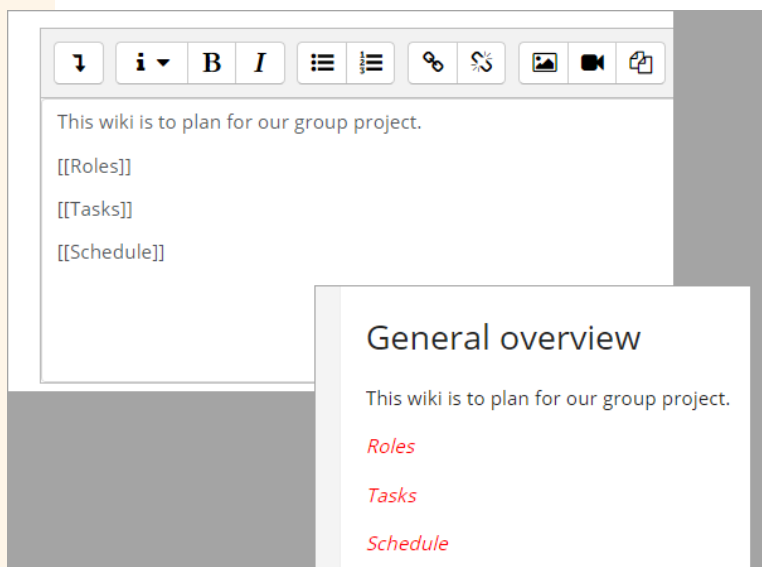 i B I
This wiki is to plan for our group project.
[[Roles]]
[[Tasks]]
[[Schedule]]
General overview
This wiki is to plan for our group project.
Roles
Tasks
Schedule